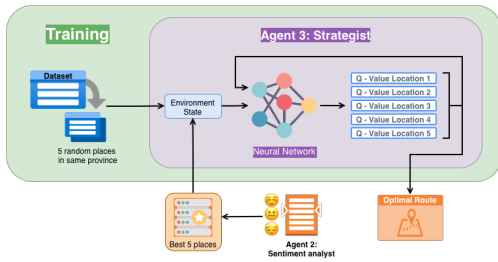 Training
Agent 3: Strategist
Dataset
5 random places
in same province
Environment
State
Neural Network
Q - Value Location 1
Q - Value Location 2
Q - Value Location 3
Q - Value Location 4
Q - Value Location 5
Best 5 places
Agent 2:
Sentiment analyst
Optimal Route